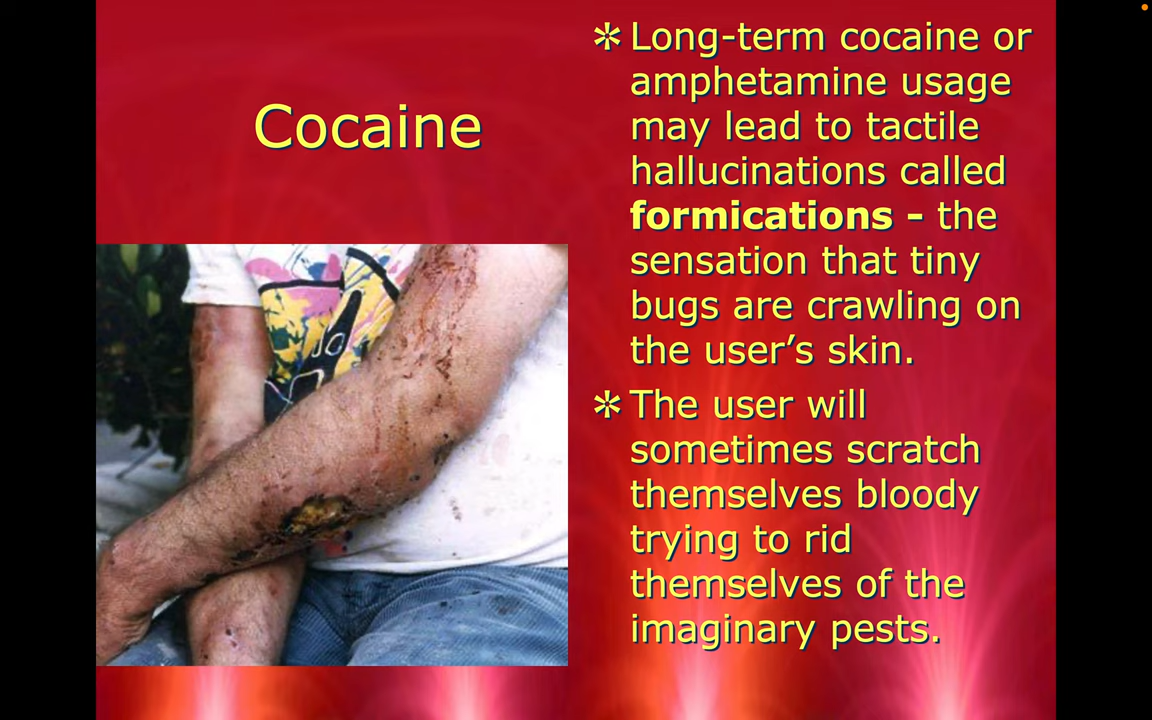 Cocaine
✲ Long-term cocaine or
amphetamine usage
may lead to tactile
hallucinations called
formications - the
sensation that tiny
bugs are crawling on
the user’s skin.
✲ The user will
sometimes scratch
themselves bloody
trying to rid
themselves of the
imaginary pests.